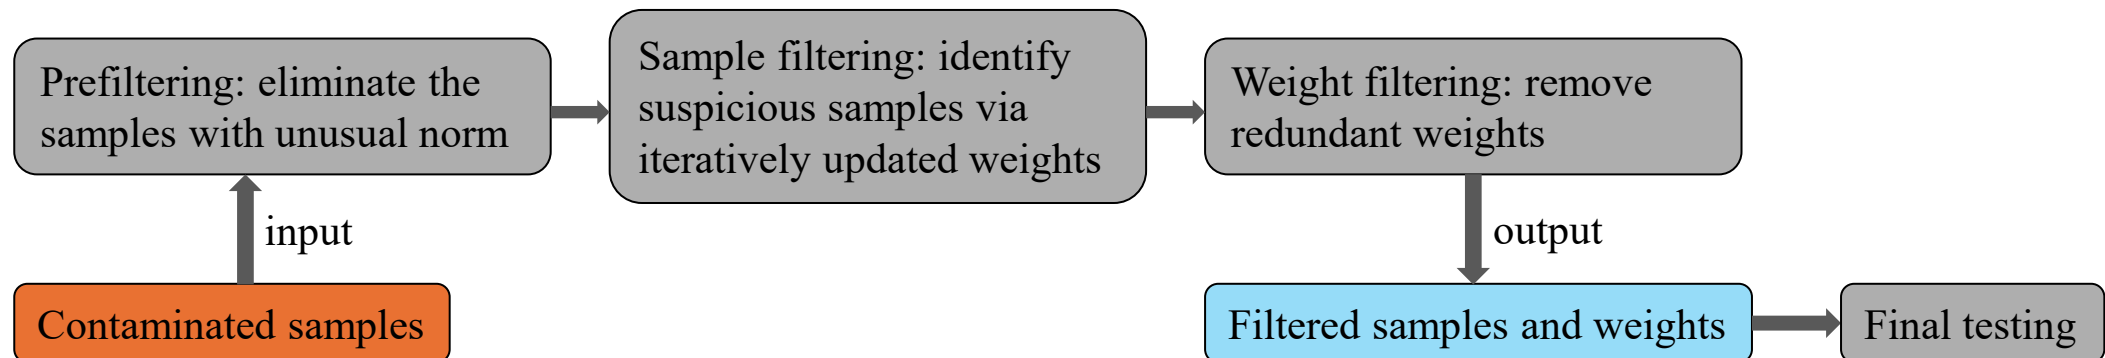 Prefiltering: eliminate the
samples with unusual norm
Sample filtering: identify
suspicious samples via
iteratively updated weights
Weight filtering: remove
redundant weights
input
output
Contaminated samples
Filtered samples and weights
Final testing